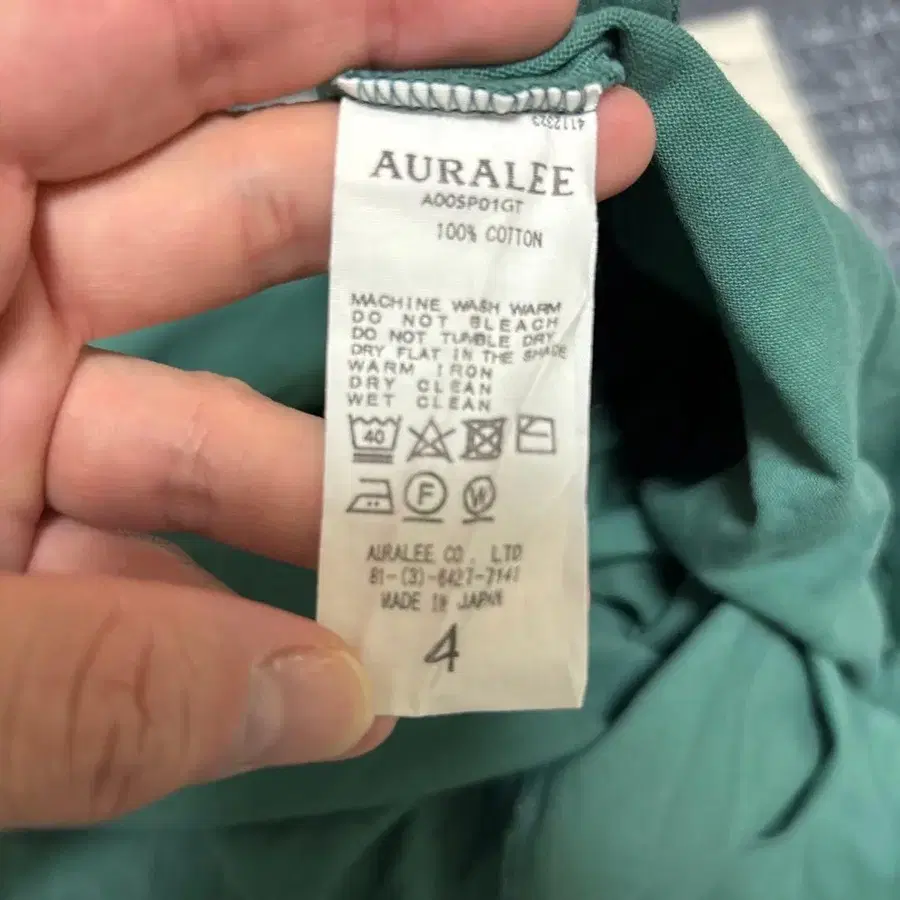 4112323
AURALEE
A00SP01GT
100% COTTON
MACHINE WASH WARM
DO NOT BLEACH
DO NOT TUMBLE DRY
DRY FLAT IN THE SHADE
WARM IRON
DRY CLEAN
WET CLEAN
40
F W
AURALEE CO., LTD
81-(3)-6427-7141
MADE IN JAPAN
4